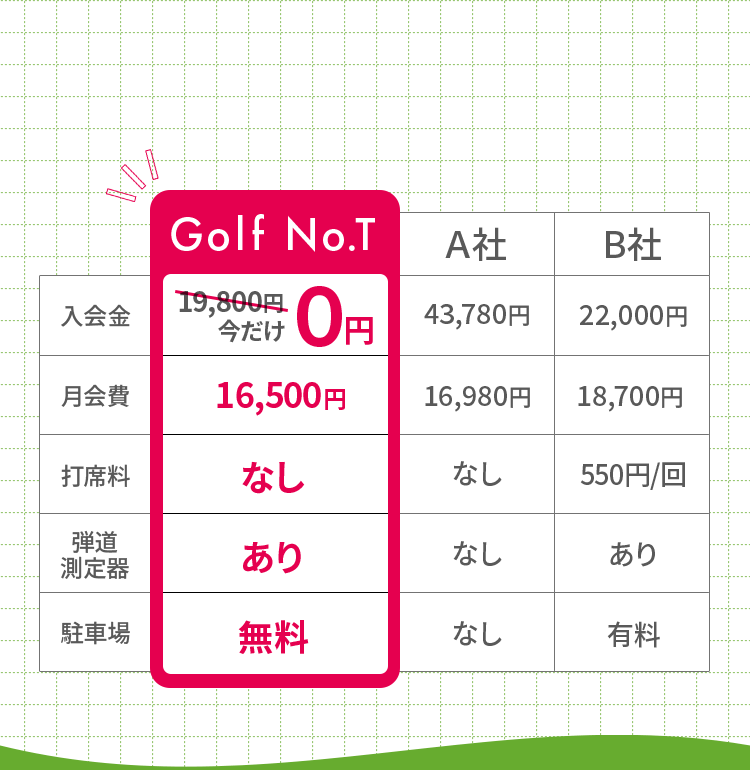 Golf No.T
A社
B社
入会金
19,800円
今だけ
0円
43,780円
22,000円
月会費
16,500円
16,980円
18,700円
打席料
なし
なし
550円/回
弾道
測定器
あり
なし
あり
駐車場
無料
なし
有料